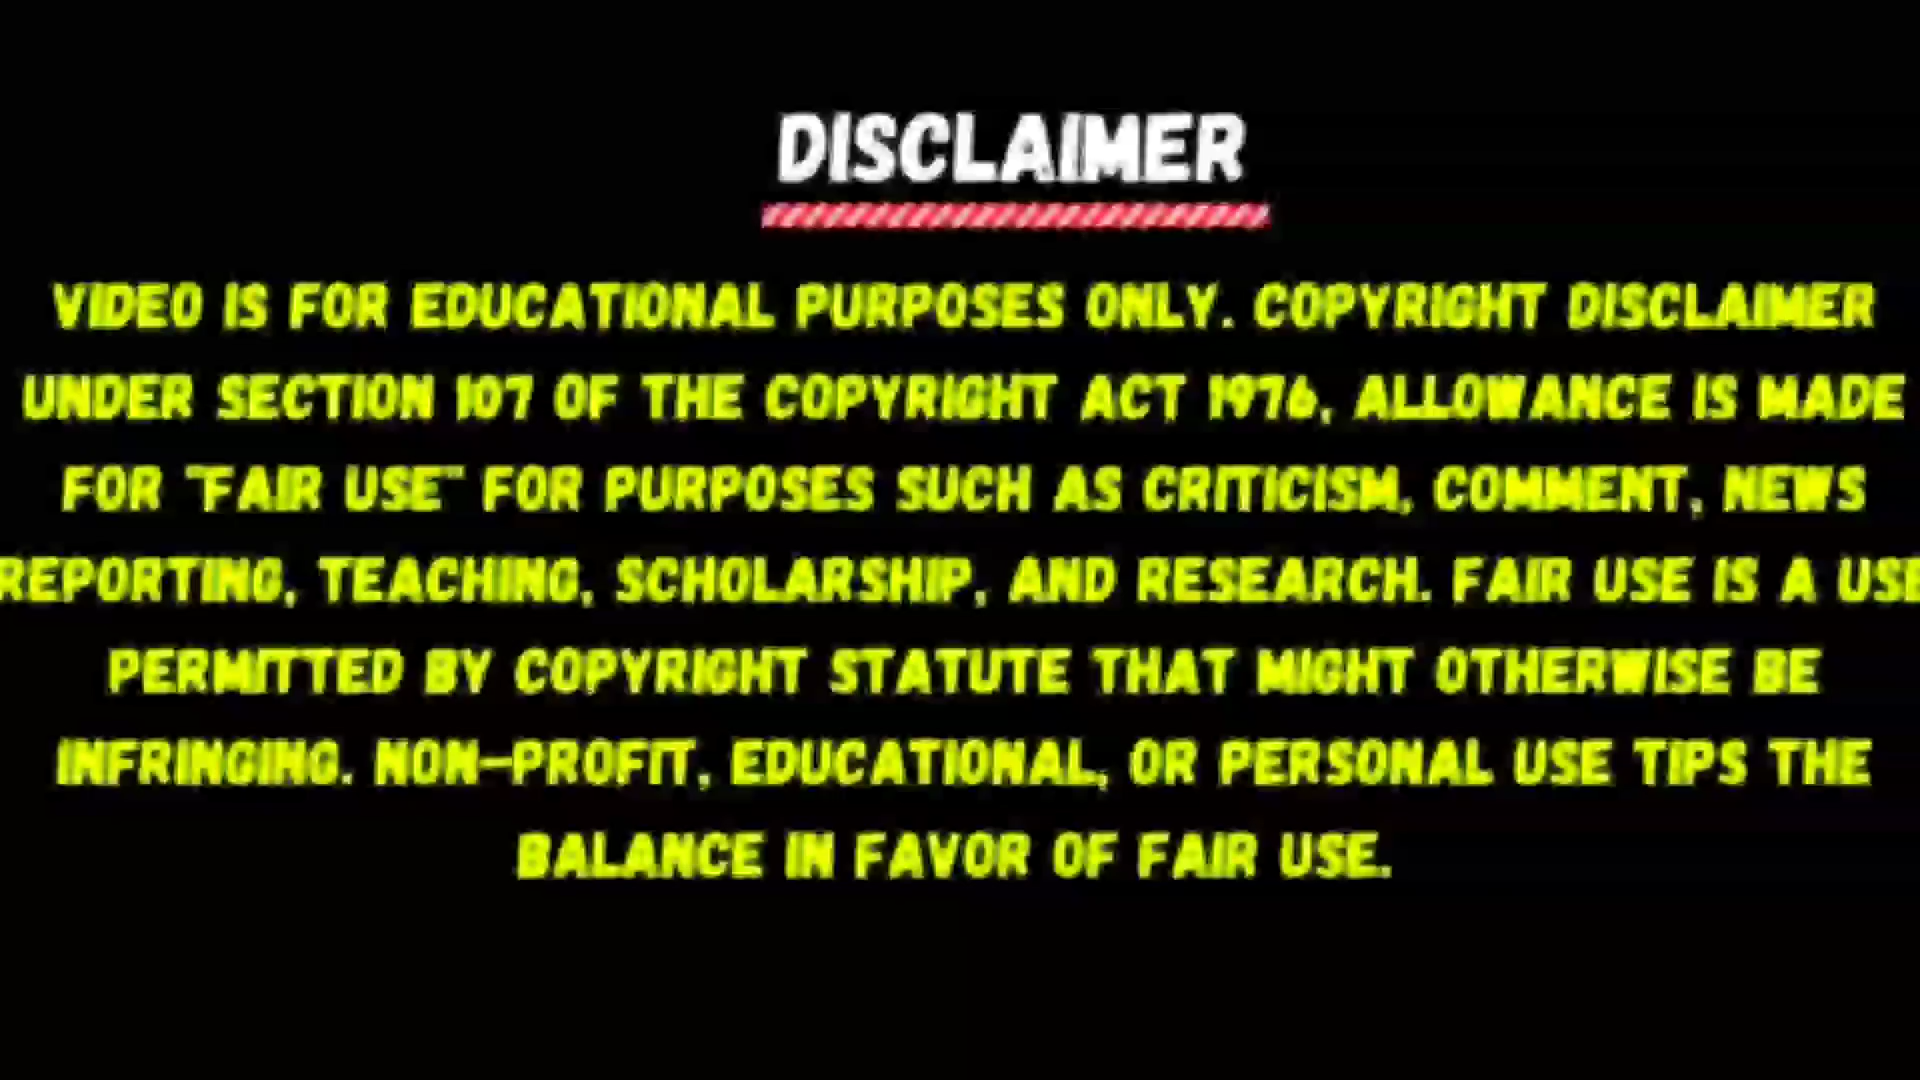 DISCLAIMER
VIDEO IS FOR EDUCATIONAL PURPOSES ONLY. COPYRIGHT DISCLAIMER
UNDER SECTION 107 OF THE COPYRIGHT ACT 1976, ALLOWANCE IS MADE
FOR "FAIR USE" FOR PURPOSES SUCH AS CRITICISM, COMMENT, NEWS
REPORTING, TEACHING, SCHOLARSHIP, AND RESEARCH. FAIR USE IS A USE
PERMITTED BY COPYRIGHT STATUTE THAT MIGHT OTHERWISE BE
INFRINGING. NON-PROFIT, EDUCATIONAL, OR PERSONAL USE TIPS THE
BALANCE IN FAVOR OF FAIR USE.